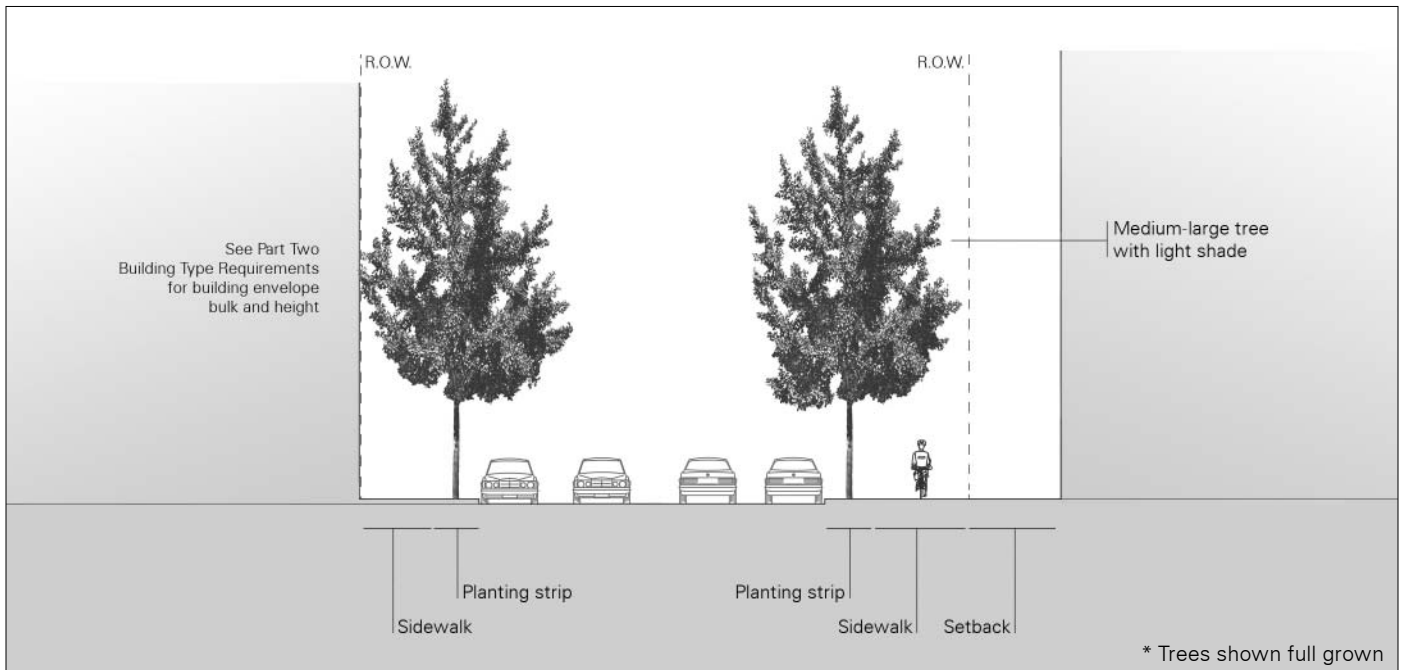 R.O.W.
R.O.W.
See Part Two
Building Type Requirements
for building envelope
bulk and height
Medium-large tree
with light shade
Planting strip
Planting strip
Sidewalk
Sidewalk
Setback
* Trees shown full grown